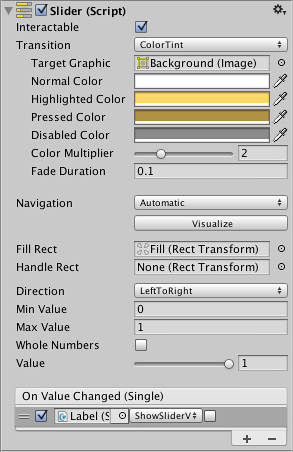 Slider (Script)
Interactable
Transition ColorTint
Target Graphic Background (Image)
Normal Color
Highlighted Color
Pressed Color
Disabled Color
Color Multiplier 2
Fade Duration 0.1
Navigation Automatic
Visualize
Fill Rect Fill (Rect Transform)
Handle Rect None (Rect Transform)
Direction LeftToRight
Min Value 0
Max Value 1
Whole Numbers
Value 1
On Value Changed (Single)
Label (S ShowSliderV
+ −